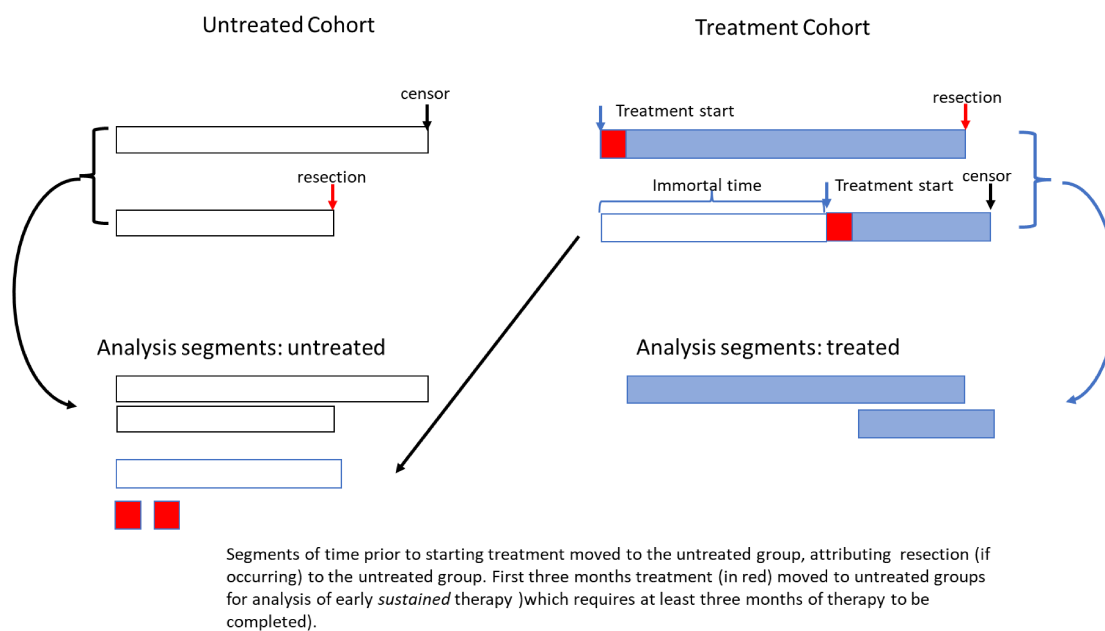 Untreated Cohort
Treatment Cohort
censor
resection
Treatment start
resection
Immortal time
Treatment start
censor
Analysis segments: untreated
Analysis segments: treated
Segments of time prior to starting treatment moved to the untreated group, attributing resection (if
occurring) to the untreated group. First three months treatment (in red) moved to untreated groups
for analysis of early sustained therapy )which requires at least three months of therapy to be
completed).